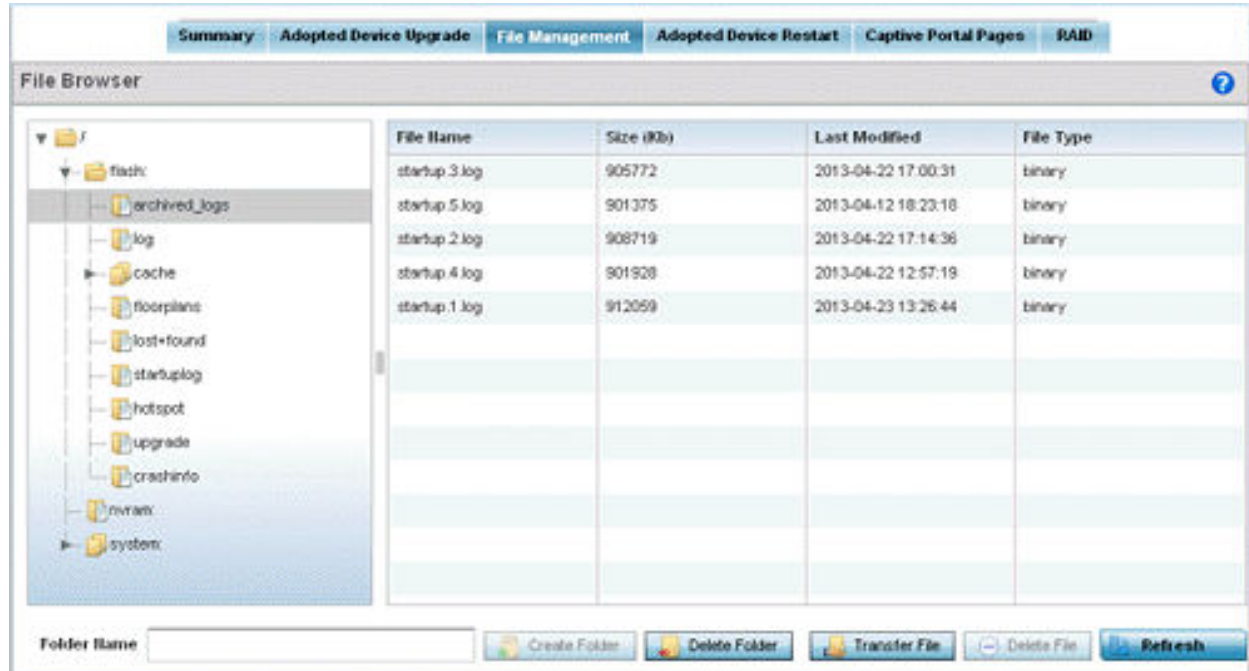 Summary Adopted Device Upgrade File Management Adopted Device Restart Captive Portal Pages RAID
File Browser ?
/
flash:
archived_logs
log
cache
floorplans
lost+found
startuplog
hotspot
upgrade
crashinfo
nvram:
system:
File Name Size (Kb) Last Modified File Type
startup.3.log 905772 2013-04-22 17:00:31 binary
startup.5.log 901375 2013-04-12 18:23:18 binary
startup.2.log 908719 2013-04-22 17:14:36 binary
startup.4.log 901928 2013-04-22 12:57:19 binary
startup.1.log 912059 2013-04-23 13:26:44 binary
Folder Name Create Folder Delete Folder Transfer File Delete File Refresh